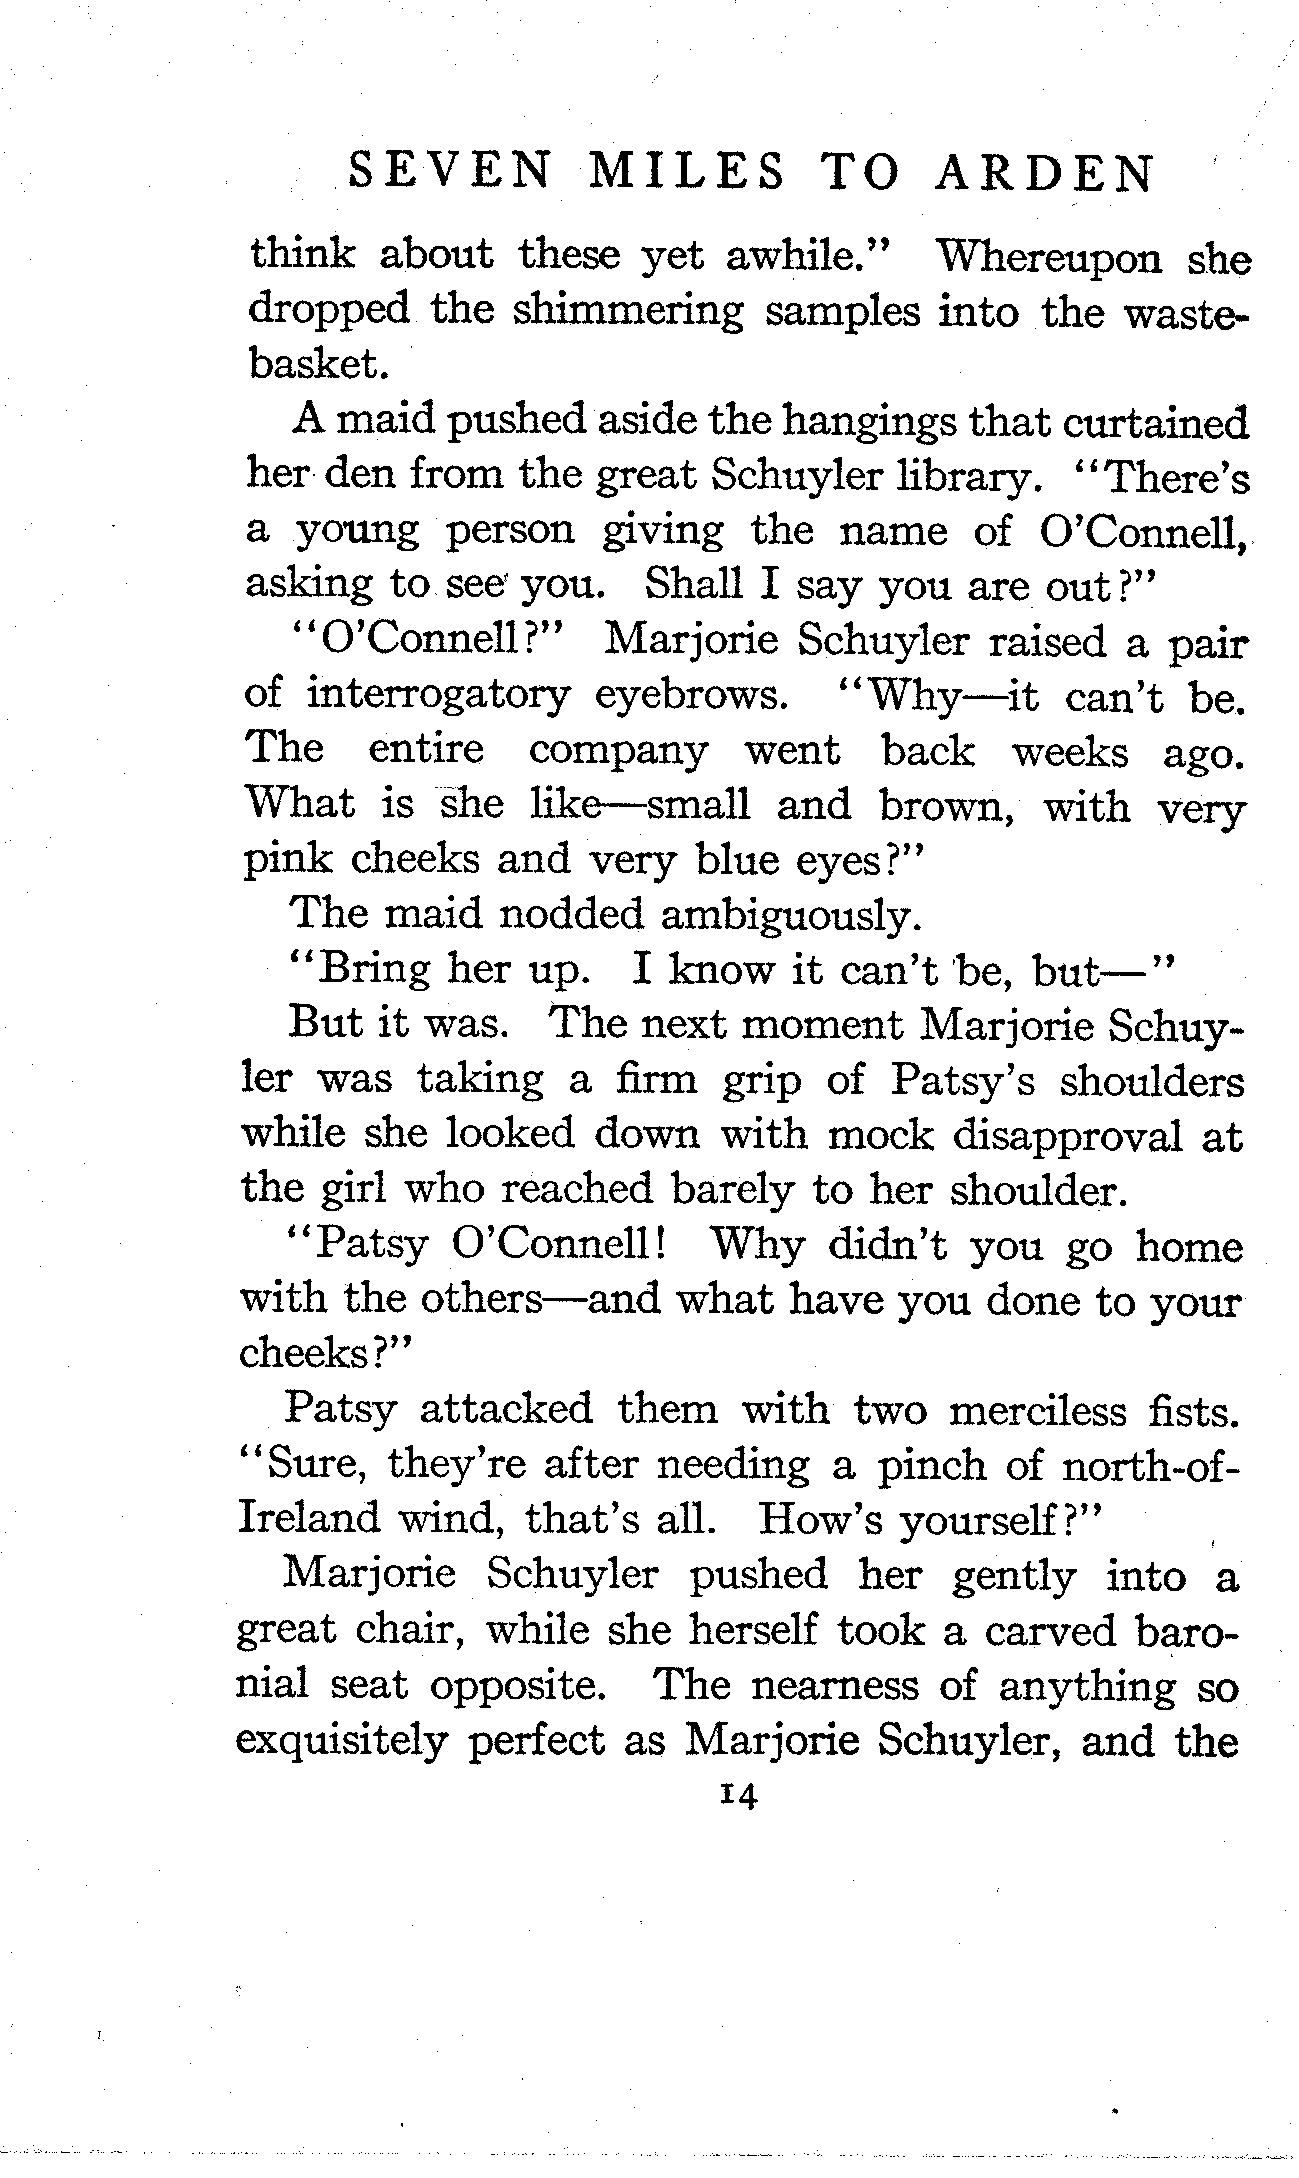 SEVEN MILES TO ARDEN
think about these yet awhile." Whereupon she
dropped the shimmering samples into the waste-
basket.
A maid pushed aside the hangings that curtained
her den from the great Schuyler library. "There's
a young person giving the name of O'Connell,
asking to see you. Shall I say you are out?"
"O'Connell?" Marjorie Schuyler raised a pair
of interrogatory eyebrows. "Why—it can't be.
The entire company went back weeks ago.
What is she like—small and brown, with very
pink cheeks and very blue eyes?"
The maid nodded ambiguously.
"Bring her up. I know it can't be, but—"
But it was. The next moment Marjorie Schuy-
ler was taking a firm grip of Patsy's shoulders
while she looked down with mock disapproval at
the girl who reached barely to her shoulder.
"Patsy O'Connell! Why didn't you go home
with the others—and what have you done to your
cheeks?"
Patsy attacked them with two merciless fists.
"Sure, they're after needing a pinch of north-of-
Ireland wind, that's all. How's yourself?"
Marjorie Schuyler pushed her gently into a
great chair, while she herself took a carved baro-
nial seat opposite. The nearness of anything so
exquisitely perfect as Marjorie Schuyler, and the
14